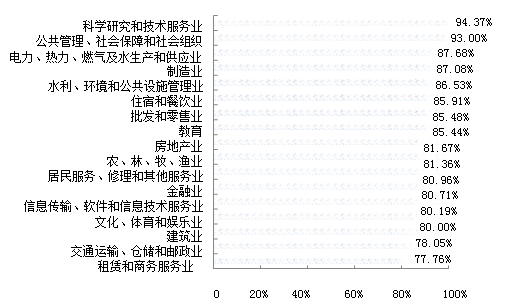 科学研究和技术服务业 94.37%
公共管理、社会保障和社会组织 93.00%
电力、热力、燃气及水生产和供应业 87.68%
制造业 87.08%
水利、环境和公共设施管理业 86.53%
住宿和餐饮业 85.91%
批发和零售业 85.48%
教育 85.44%
房地产业 81.67%
农、林、牧、渔业 81.36%
居民服务、修理和其他服务业 80.96%
金融业 80.71%
信息传输、软件和信息技术服务业 80.19%
文化、体育和娱乐业 80.00%
建筑业 78.05%
交通运输、仓储和邮政业 77.76%
租赁和商务服务业
0 20% 40% 60% 80% 100%